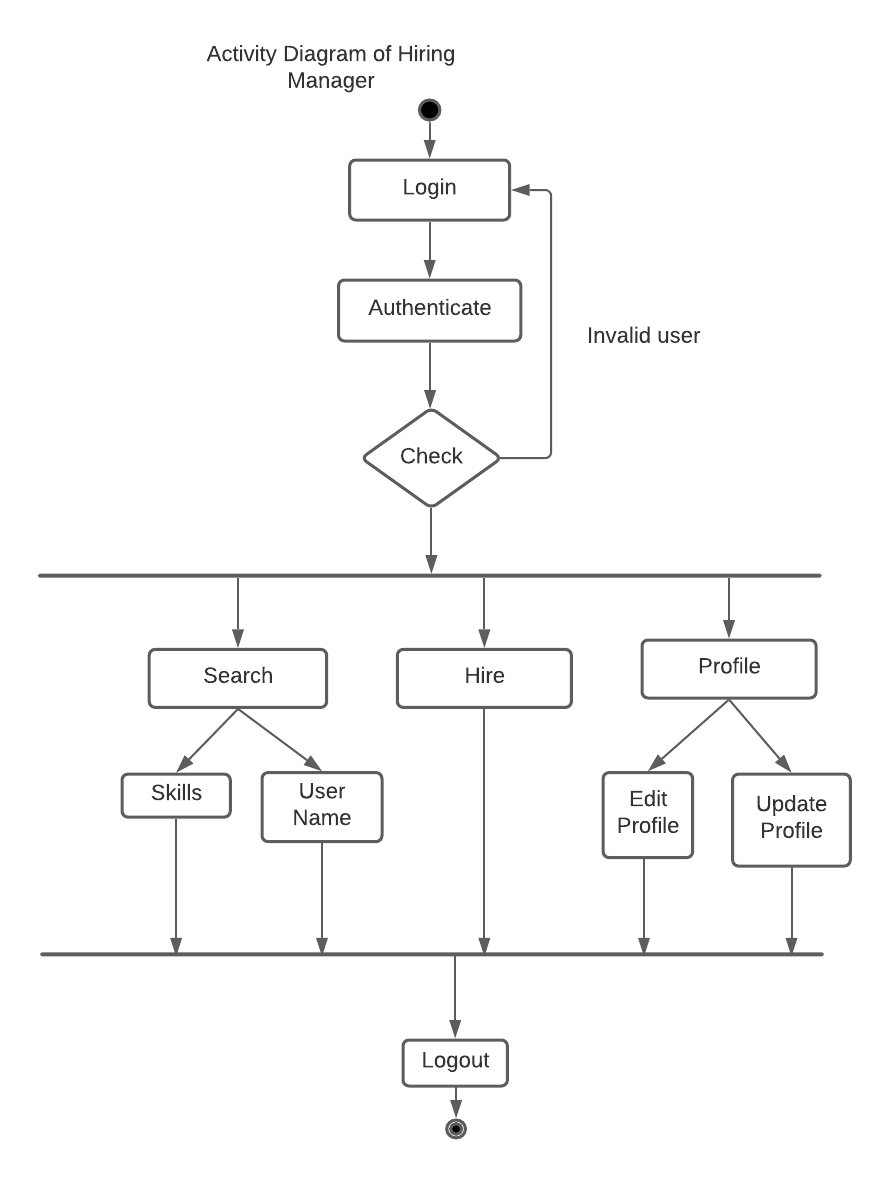 Activity Diagram of Hiring
Manager
Login
Authenticate
Invalid user
Check
Search
Hire
Profile
Skills
User
Name
Edit
Profile
Update
Profile
Logout